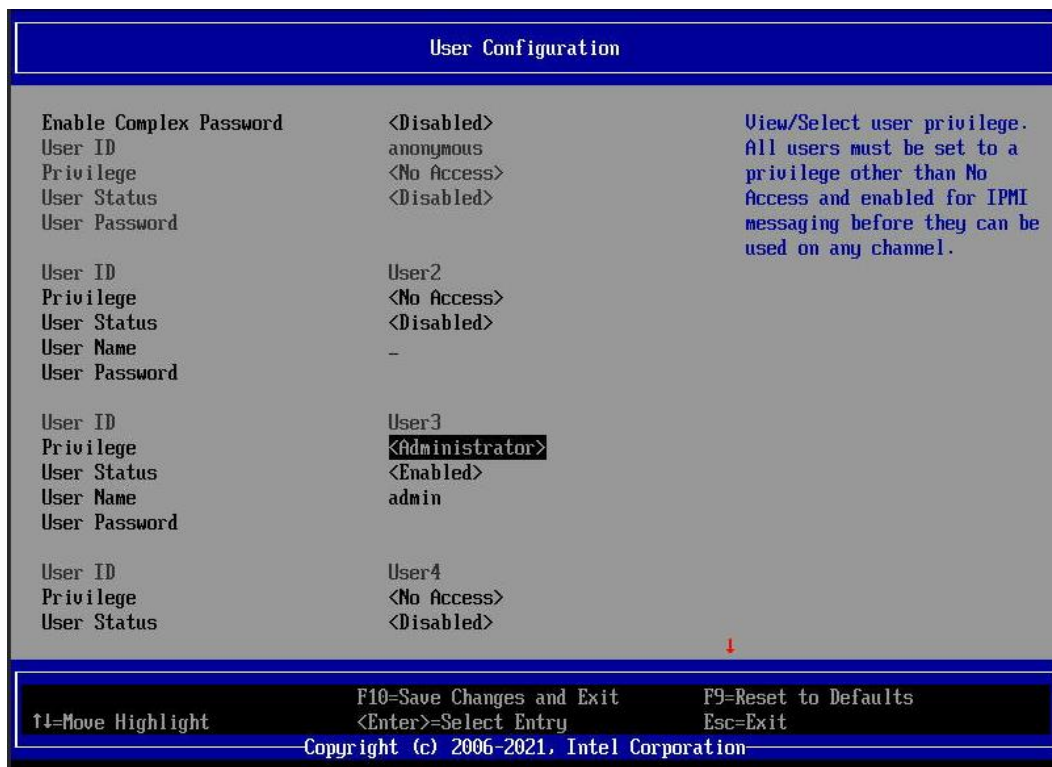 User Configuration
Enable Complex Password <Disabled>
User ID anonymous
Privilege <No Access>
User Status <Disabled>
User Password
User ID User2
Privilege <No Access>
User Status <Disabled>
User Name _
User Password
User ID User3
Privilege <Administrator>
User Status <Enabled>
User Name admin
User Password
User ID User4
Privilege <No Access>
User Status <Disabled>
View/Select user privilege.
All users must be set to a
privilege other than No
Access and enabled for IPMI
messaging before they can be
used on any channel.
↓
F10=Save Changes and Exit F9=Reset to Defaults
↑↓=Move Highlight <Enter>=Select Entry Esc=Exit
Copyright (c) 2006-2021, Intel Corporation